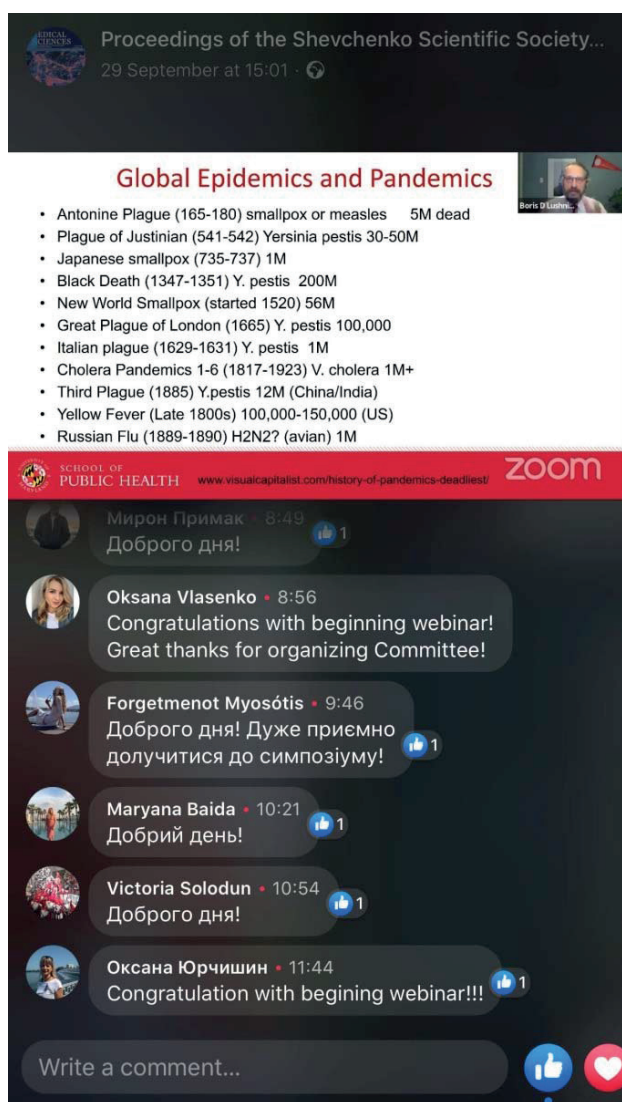 EDICAL
CIENCES
Proceedings of the Shevchenko Scientific Society...
29 September at 15:01 ·
Global Epidemics and Pandemics
Boris D Lushni...
• Antonine Plague (165-180) smallpox or measles 5M dead
• Plague of Justinian (541-542) Yersinia pestis 30-50M
• Japanese smallpox (735-737) 1M
• Black Death (1347-1351) Y. pestis 200M
• New World Smallpox (started 1520) 56M
• Great Plague of London (1665) Y. pestis 100,000
• Italian plague (1629-1631) Y. pestis 1M
• Cholera Pandemics 1-6 (1817-1923) V. cholera 1M+
• Third Plague (1885) Y.pestis 12M (China/India)
• Yellow Fever (Late 1800s) 100,000-150,000 (US)
• Russian Flu (1889-1890) H2N2? (avian) 1M
SCHOOL OF
PUBLIC HEALTH www.visualcapitalist.com/history-of-pandemics-deadliest/ zoom
Мирон Примак • 8:49
Доброго дня! 1
Oksana Vlasenko • 8:56
Congratulations with beginning webinar!
Great thanks for organizing Committee!
Forgetmenot Myosótis • 9:46
Доброго дня! Дуже приємно
долучитися до симпозіуму! 1
Maryana Baida • 10:21
Добрий день! 1
Victoria Solodun • 10:54
Доброго дня! 1
Оксана Юрчишин • 11:44
Congratulation with begining webinar!!! 1
Write a comment...